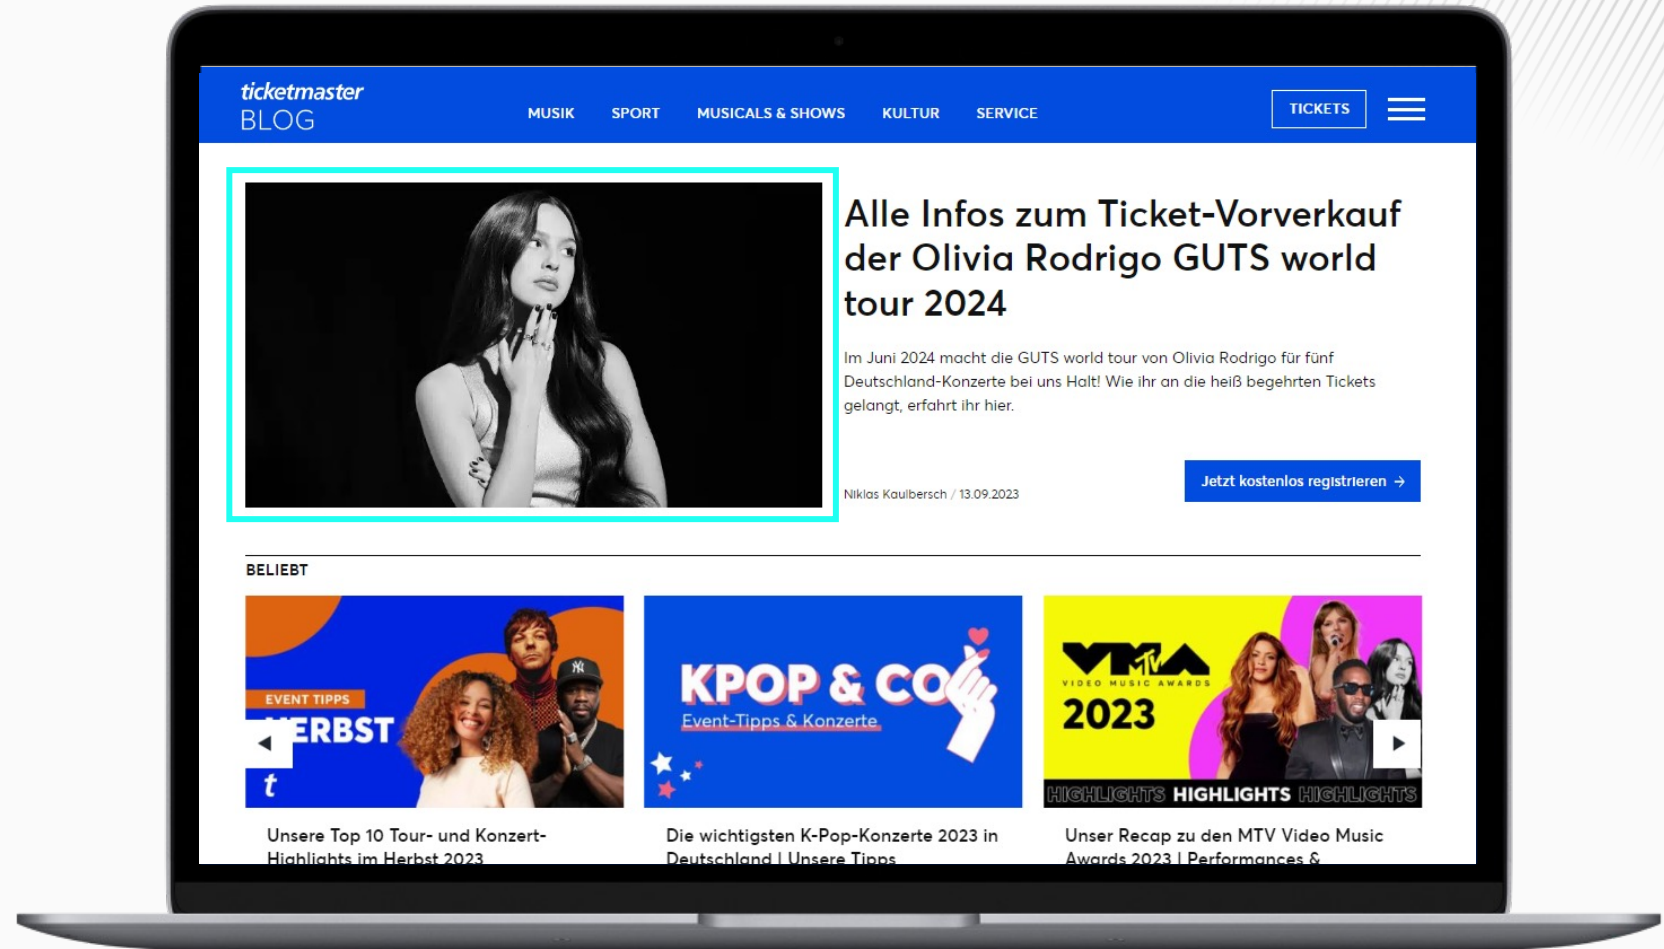 ticketmaster
BLOG
MUSIK SPORT MUSICALS & SHOWS KULTUR SERVICE
TICKETS
Alle Infos zum Ticket-Vorverkauf
der Olivia Rodrigo GUTS world
tour 2024
Im Juni 2024 macht die GUTS world tour von Olivia Rodrigo für fünf
Deutschland-Konzerte bei uns Halt! Wie ihr an die heiß begehrten Tickets
gelangt, erfahrt ihr hier.
Niklas Kaulbersch / 13.09.2023
Jetzt kostenlos registrieren →
BELIEBT
EVENT TIPPS
HERBST
t
KPOP & CO
Event-Tipps & Konzerte
VMA
MTV
VIDEO MUSIC AWARDS
2023
HIGHLIGHTS HIGHLIGHTS HIGHLIGHTS
Unsere Top 10 Tour- und Konzert-
Highlights im Herbst 2023
Die wichtigsten K-Pop-Konzerte 2023 in
Deutschland | Unsere Tipps
Unser Recap zu den MTV Video Music
Awards 2023 | Performances &